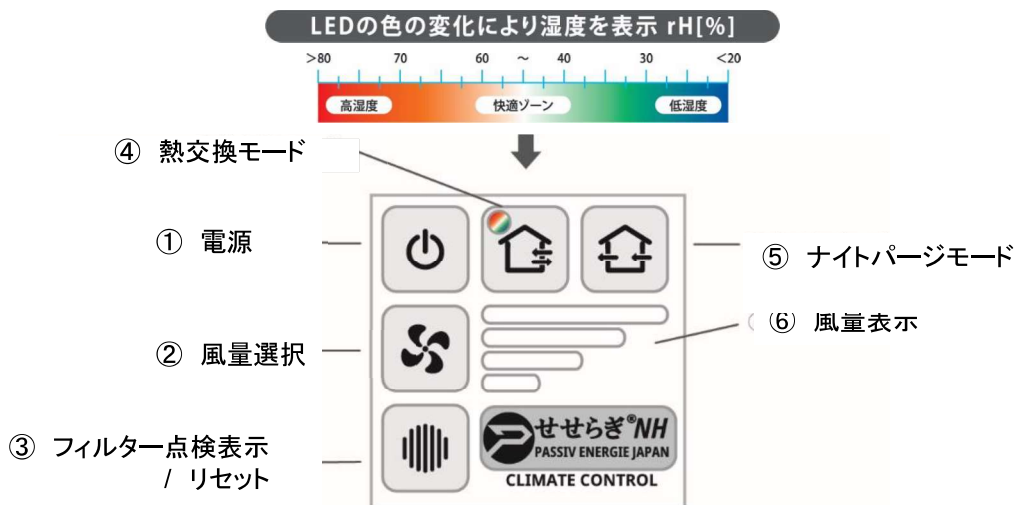 LEDの色の変化により湿度を表示 rH[%]
>80 70 60 ～ 40 30 <20
高湿度 快適ゾーン 低湿度
④ 熱交換モード
① 電源
⑤ ナイトパージモード
⑥ 風量表示
② 風量選択
せせらぎ®NH
PASSIV ENERGIE JAPAN
③ フィルター点検表示
/ リセット
CLIMATE CONTROL